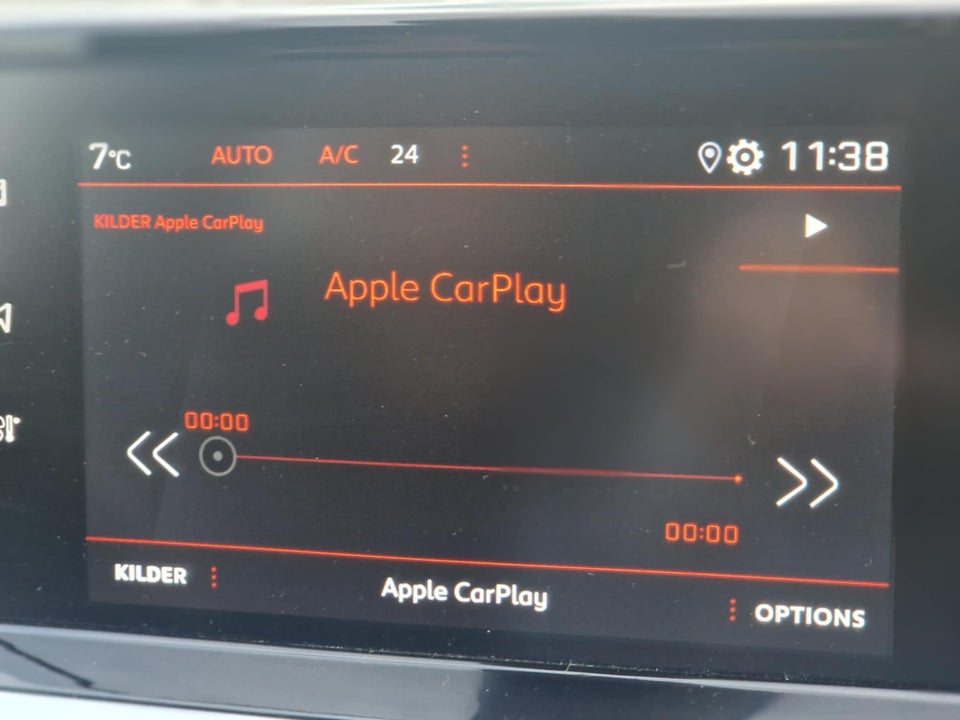 7°C AUTO A/C 24 11:38
KILDER Apple CarPlay
Apple CarPlay
00:00
00:00
KILDER Apple CarPlay OPTIONS